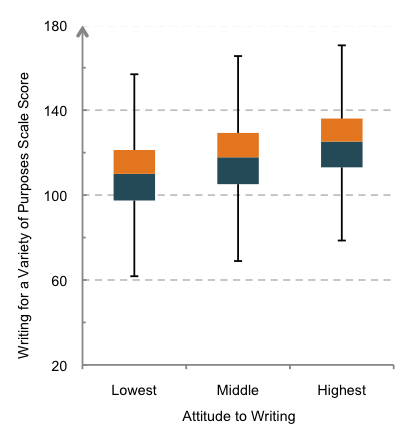 180
140
100
60
20
Writing for a Variety of Purposes Scale Score
Lowest
Middle
Highest
Attitude to Writing